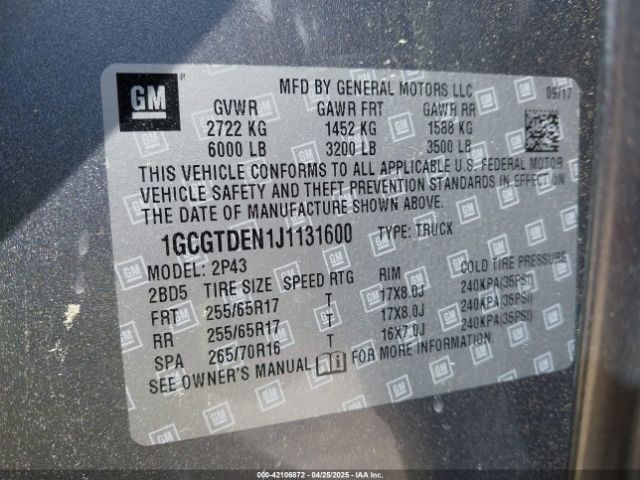 GM
MFD BY GENERAL MOTORS LLC 09/17
GVWR GAWR FRT GAWR RR
2722 KG 1452 KG 1588 KG
6000 LB 3200 LB 3500 LB
THIS VEHICLE CONFORMS TO ALL APPLICABLE U.S. FEDERAL MOTOR
VEHICLE SAFETY AND THEFT PREVENTION STANDARDS IN EFFECT ON
THE DATE OF MANUFACTURE SHOWN ABOVE.
1GCGTDEN1J1131600 TYPE: TRUCK
MODEL: 2P43
2BD5 TIRE SIZE SPEED RTG RIM COLD TIRE PRESSURE
FRT 255/65R17 T 17X8.0J 240KPA(35PSI)
RR 255/65R17 T 17X8.0J 240KPA(35PSI)
SPA 265/70R16 T 16X7.0J 240KPA(35PSI)
SEE OWNER'S MANUAL FOR MORE INFORMATION.
000-42106872 - 04/25/2025 - IAA Inc.